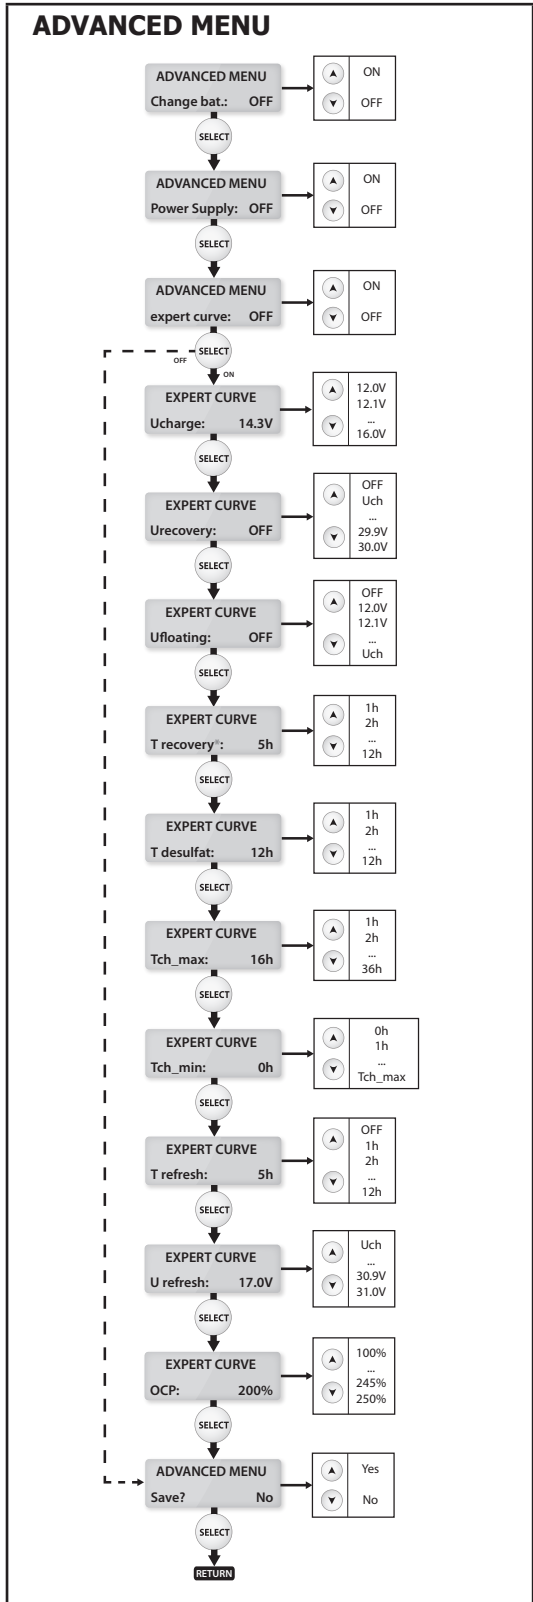 ADVANCED MENU
ADVANCED MENU
Change bat.: OFF
ON
OFF
SELECT
ADVANCED MENU
Power Supply: OFF
ON
OFF
SELECT
ADVANCED MENU
expert curve: OFF
ON
OFF
SELECT
OFF
ON
EXPERT CURVE
Ucharge: 14.3V
12.0V
12.1V
...
16.0V
SELECT
EXPERT CURVE
Urecovery: OFF
OFF
Uch
...
29.9V
30.0V
SELECT
EXPERT CURVE
Ufloating: OFF
OFF
12.0V
12.1V
...
Uch
SELECT
EXPERT CURVE
T recovery*: 5h
1h
2h
...
12h
SELECT
EXPERT CURVE
T desulfat: 12h
1h
2h
...
12h
SELECT
EXPERT CURVE
Tch_max: 16h
1h
2h
...
36h
SELECT
EXPERT CURVE
Tch_min: 0h
0h
1h
...
Tch_max
SELECT
EXPERT CURVE
T refresh: 5h
OFF
1h
2h
...
12h
SELECT
EXPERT CURVE
U refresh: 17.0V
Uch
...
30.9V
31.0V
SELECT
EXPERT CURVE
OCP: 200%
100%
...
245%
250%
SELECT
ADVANCED MENU
Save? No
Yes
No
SELECT
RETURN